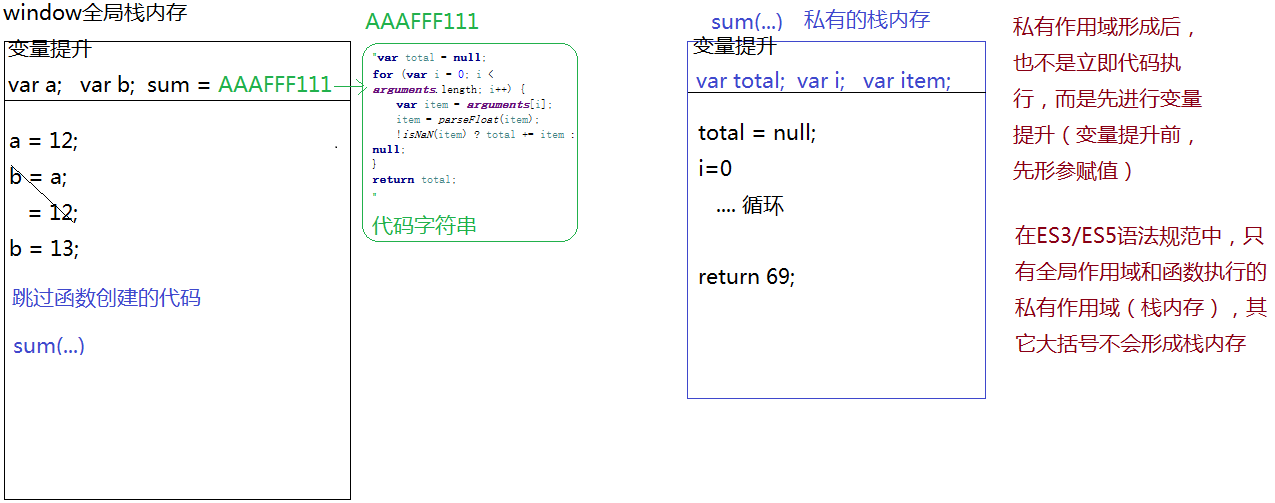 window全局栈内存
变量提升
var a;   var b;  sum = AAAFFF111
a = 12;
b = a;
= 12;
b = 13;
跳过函数创建的代码
sum(...)
AAAFFF111
"var total = null;
for (var i = 0; i <
arguments.length; i++) {
var item = arguments[i];
item = parseFloat(item);
!isNaN(item) ? total += item :
null;
}
return total;
"
代码字符串
sum(...)   私有的栈内存
变量提升
var total;  var i;   var item;
total = null;
i=0
.... 循环
return 69;
私有作用域形成后，
也不是立即代码执
行，而是先进行变量
提升（变量提升前，
先形参赋值）
在ES3/ES5语法规范中，只
有全局作用域和函数执行的
私有作用域（栈内存），其
它大括号不会形成栈内存